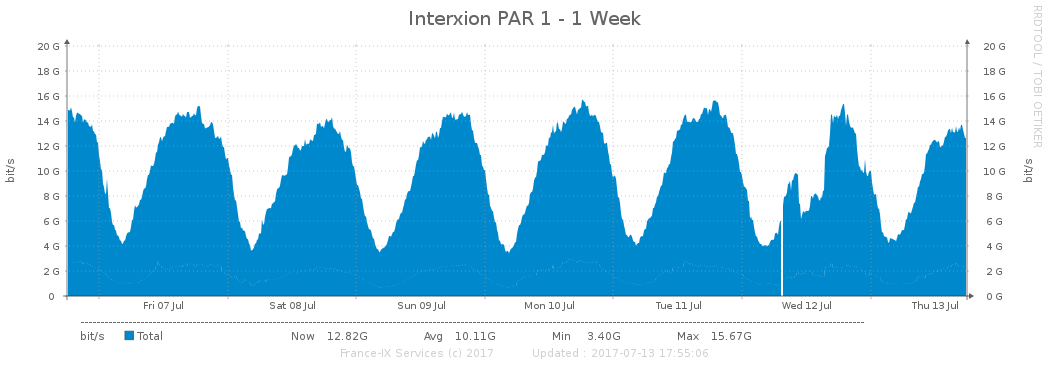 Interxion PAR 1 - 1 Week
RRDTOOL / TOBI OETIKER
bit/s
20 G 20 G
18 G 18 G
16 G 16 G
14 G 14 G
12 G 12 G
10 G 10 G
8 G 8 G
6 G 6 G
4 G 4 G
2 G 2 G
0 0 G
bit/s
Fri 07 Jul Sat 08 Jul Sun 09 Jul Mon 10 Jul Tue 11 Jul Wed 12 Jul Thu 13 Jul
bit/s Total Now 12.82G Avg 10.11G Min 3.40G Max 15.67G
France-IX Services (c) 2017 Updated : 2017-07-13 17:55:06